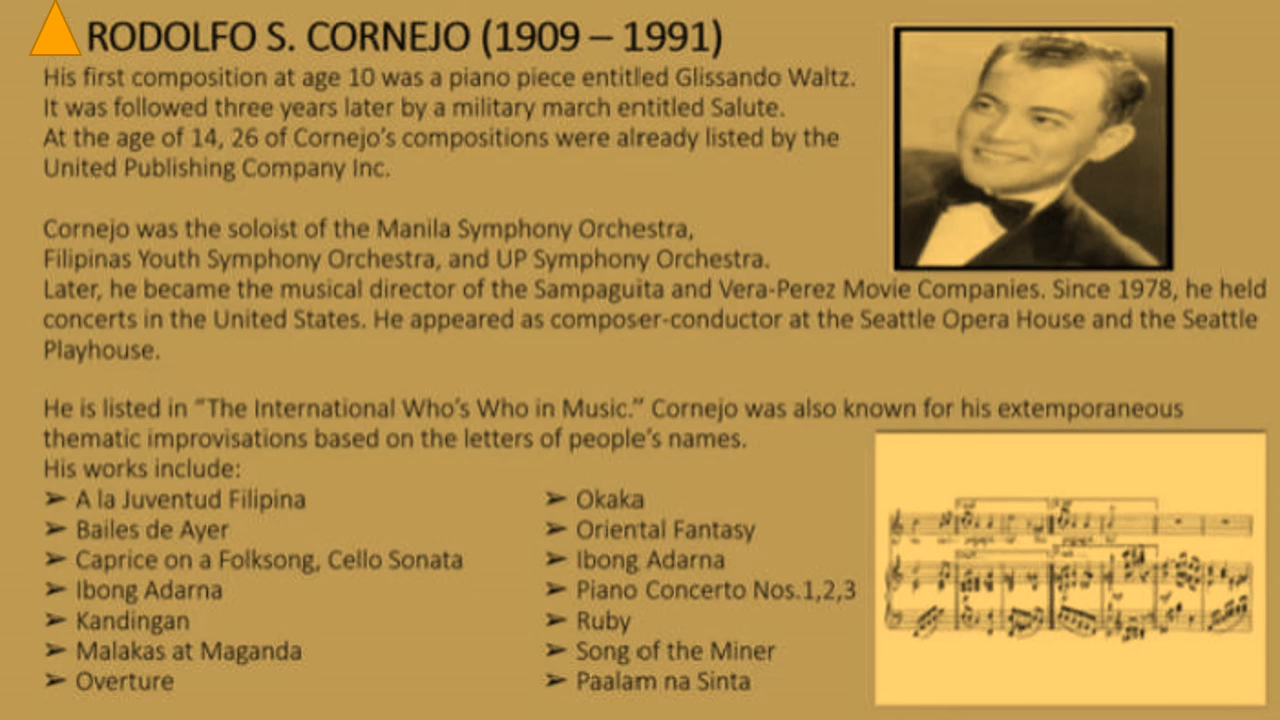 RODOLFO S. CORNEJO (1909 – 1991)
His first composition at age 10 was a piano piece entitled Glissando Waltz.
It was followed three years later by a military march entitled Salute.
At the age of 14, 26 of Cornejo's compositions were already listed by the
United Publishing Company Inc.
Cornejo was the soloist of the Manila Symphony Orchestra,
Filipinas Youth Symphony Orchestra, and UP Symphony Orchestra.
Later, he became the musical director of the Sampaguita and Vera-Perez Movie Companies. Since 1978, he held
concerts in the United States. He appeared as composer-conductor at the Seattle Opera House and the Seattle
Playhouse.
He is listed in "The International Who's Who in Music." Cornejo was also known for his extemporaneous
thematic improvisations based on the letters of people's names.
His works include:
➢ A la Juventud Filipina
➢ Bailes de Ayer
➢ Caprice on a Folksong, Cello Sonata
➢ Ibong Adarna
➢ Kandingan
➢ Malakas at Maganda
➢ Overture
➢ Okaka
➢ Oriental Fantasy
➢ Ibong Adarna
➢ Piano Concerto Nos.1,2,3
➢ Ruby
➢ Song of the Miner
➢ Paalam na Sinta